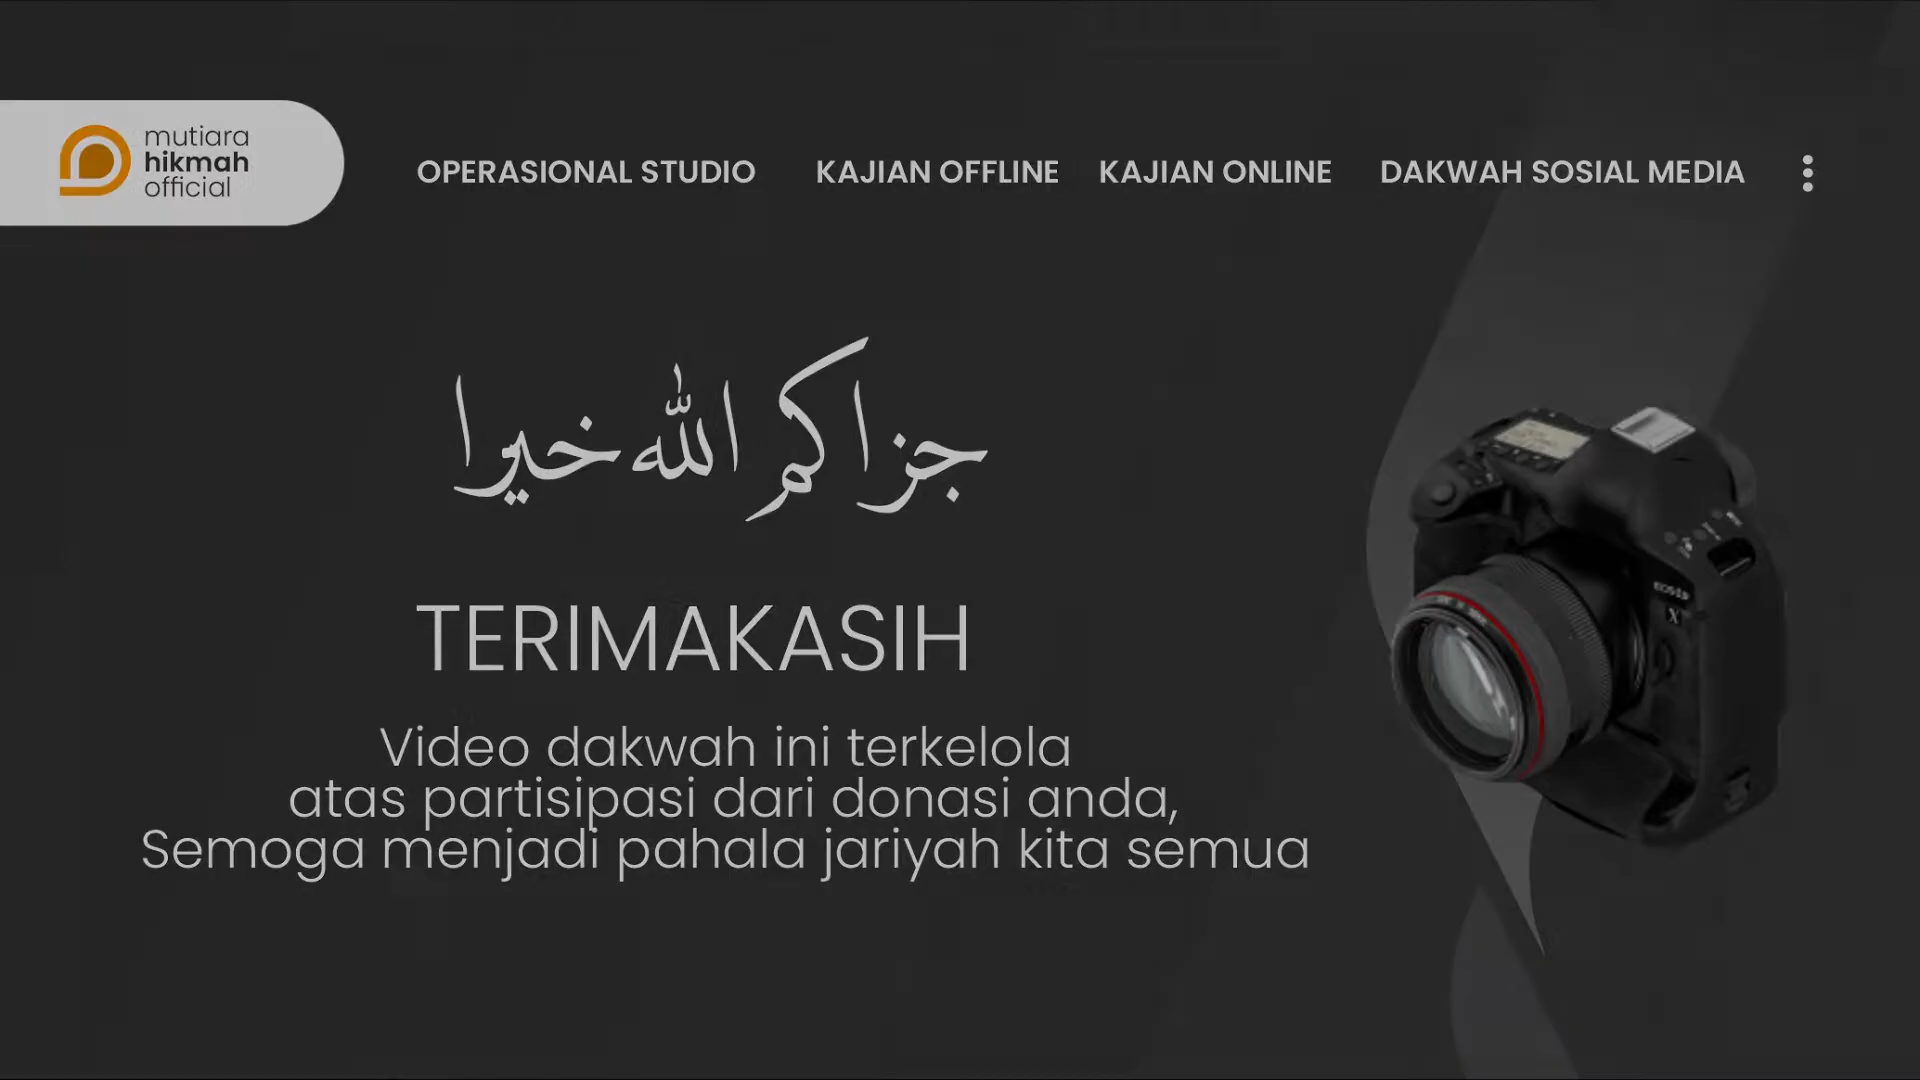 mutiara
hikmah
official
OPERASIONAL STUDIO KAJIAN OFFLINE KAJIAN ONLINE DAKWAH SOSIAL MEDIA
جزاكم الله خيرا
TERIMAKASIH
Video dakwah ini terkelola
atas partisipasi dari donasi anda,
Semoga menjadi pahala jariyah kita semua